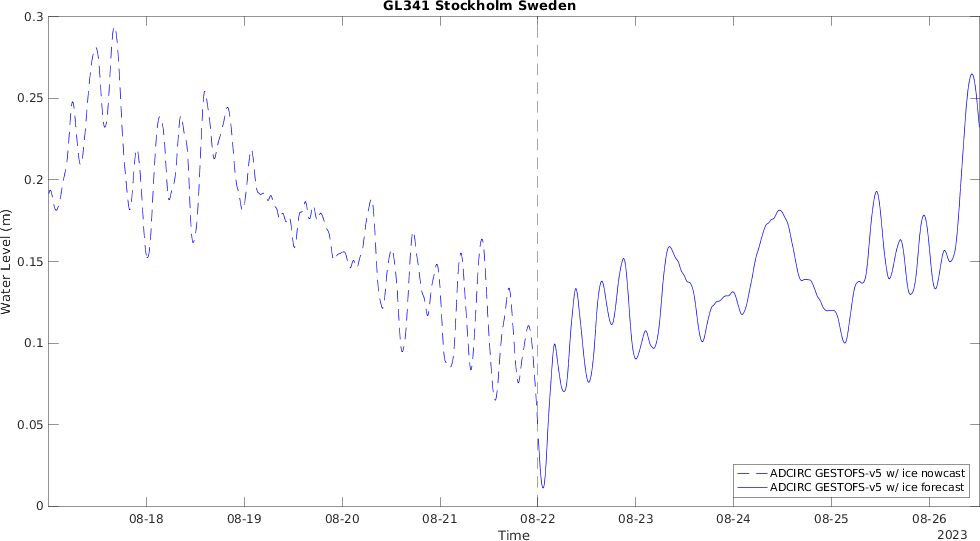 GL341 Stockholm Sweden
0.3
0.25
0.2
0.15
0.1
0.05
0
Water Level (m)
ADCIRC GESTOFS-v5 w/ ice nowcast
ADCIRC GESTOFS-v5 w/ ice forecast
08-18 08-19 08-20 08-21 08-22 08-23 08-24 08-25 08-26
Time
2023